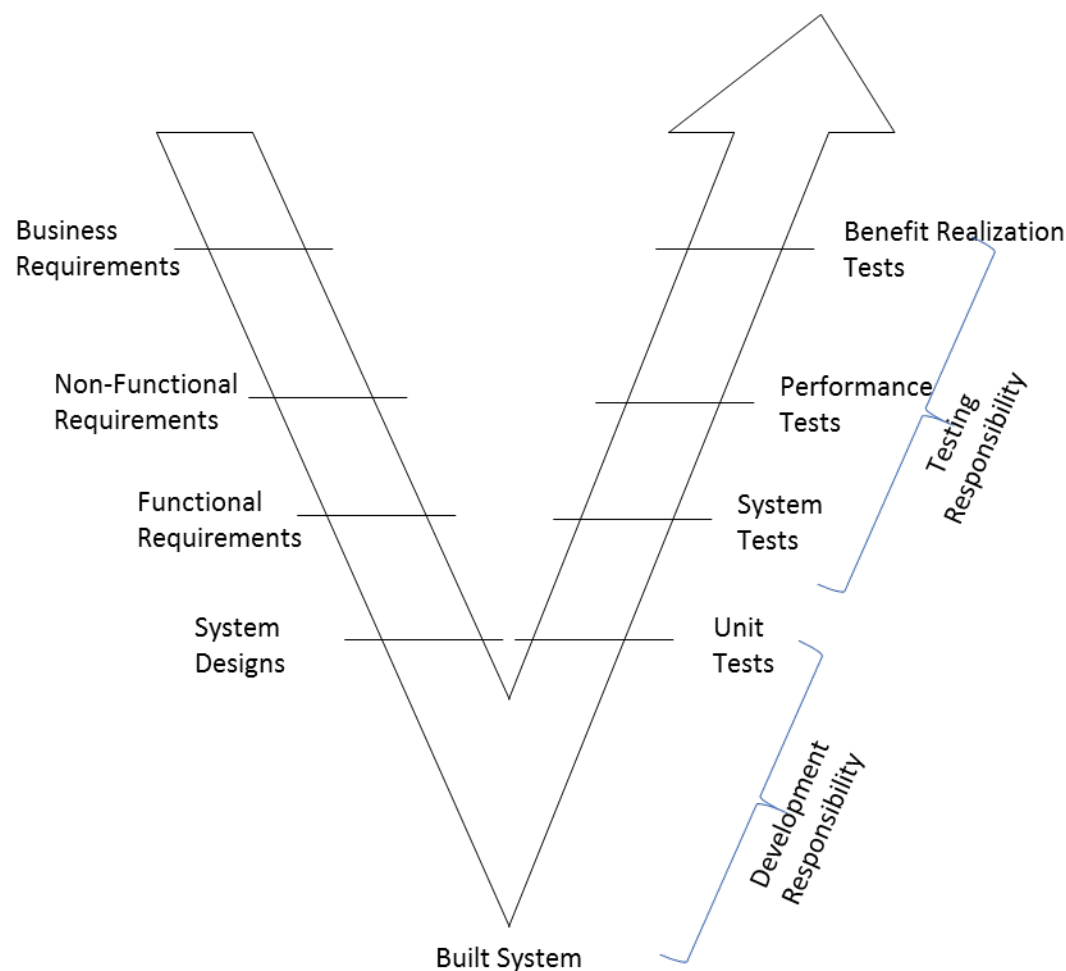 Business
Requirements
Benefit Realization
Tests
Non-Functional
Requirements
Performance
Tests
Testing
Responsibility
Functional
Requirements
System
Tests
System
Designs
Unit
Tests
Development
Responsibility
Built System